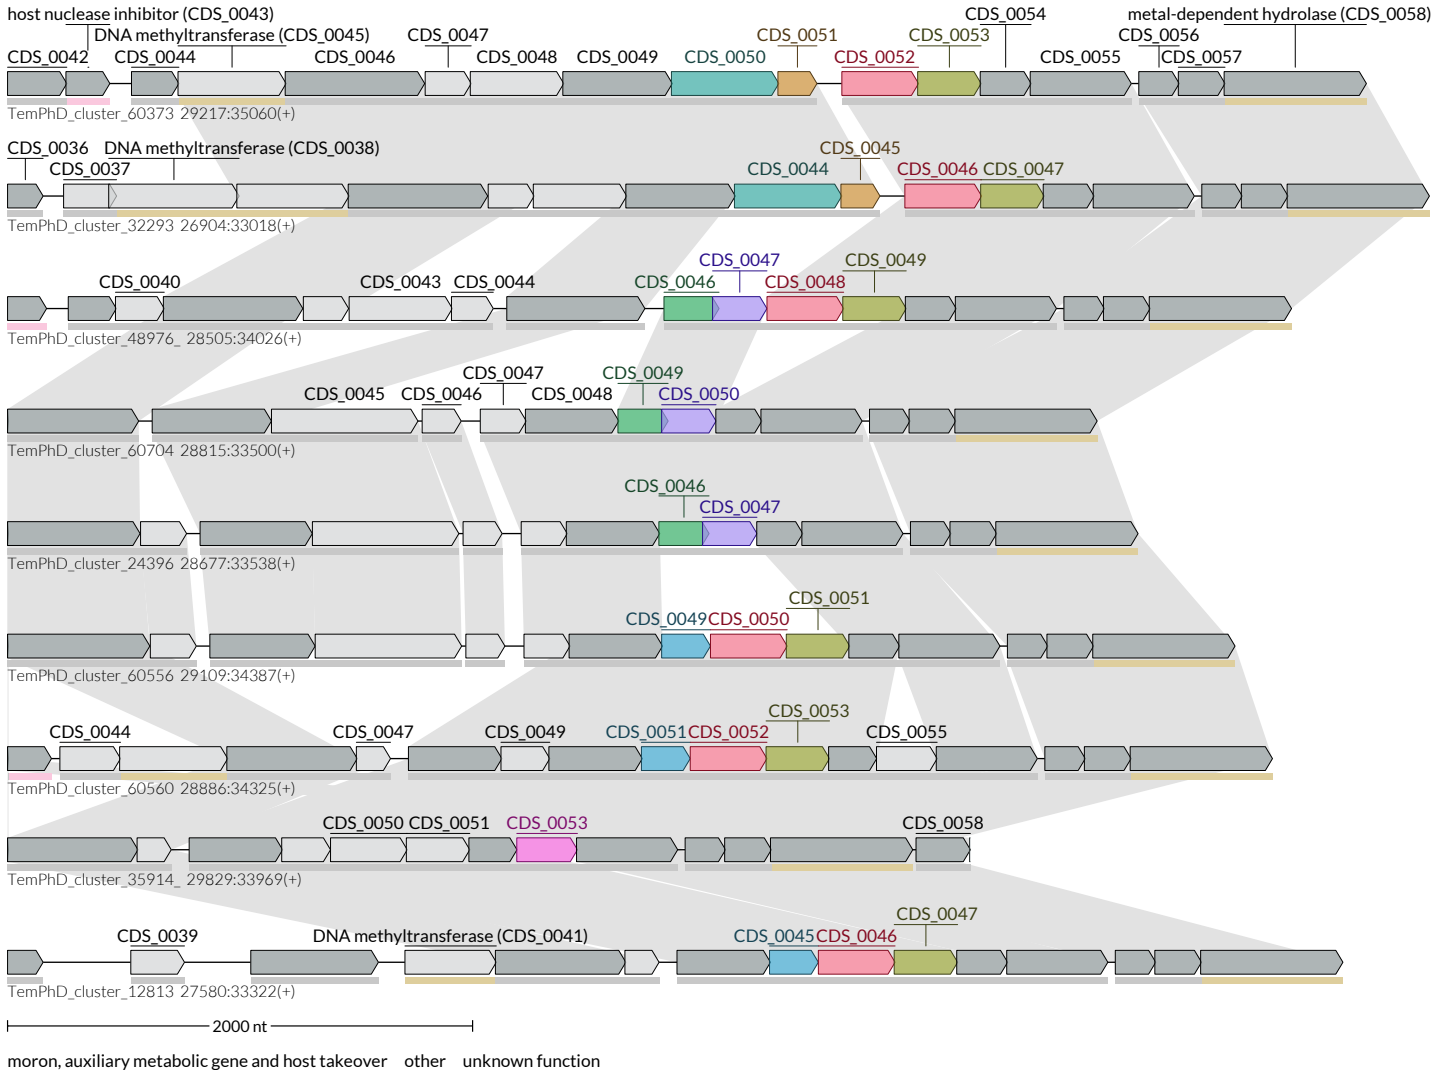 host nuclease inhibitor (CDS_0043)
CDS_0054
metal-dependent hydrolase (CDS_0058)
DNA methyltransferase (CDS_0045)
CDS_0047
CDS_0051
CDS_0053
CDS_0056
CDS_0042
CDS_0044
CDS_0046
CDS_0048
CDS_0049
CDS_0050
CDS_0052
CDS_0055
CDS_0057
TemPhD_cluster_60373 29217:35060(+)
CDS_0036
DNA methyltransferase (CDS_0038)
CDS_0045
CDS_0037
CDS_0044
CDS_0046
CDS_0047
TemPhD_cluster_32293 26904:33018(+)
CDS_0047
CDS_0049
CDS_0040
CDS_0043
CDS_0044
CDS_0046
CDS_0048
TemPhD_cluster_48976_ 28505:34026(+)
CDS_0047
CDS_0049
CDS_0045
CDS_0046
CDS_0048
CDS_0050
TemPhD_cluster_60704 28815:33500(+)
CDS_0046
CDS_0047
TemPhD_cluster_24396 28677:33538(+)
CDS_0051
CDS_0049
CDS_0050
TemPhD_cluster_60556 29109:34387(+)
CDS_0053
CDS_0044
CDS_0047
CDS_0049
CDS_0051
CDS_0052
CDS_0055
TemPhD_cluster_60560 28886:34325(+)
CDS_0050
CDS_0051
CDS_0053
CDS_0058
TemPhD_cluster_35914_ 29829:33969(+)
CDS_0047
CDS_0039
DNA methyltransferase (CDS_0041)
CDS_0045
CDS_0046
TemPhD_cluster_12813 27580:33322(+)
2000 nt
moron, auxiliary metabolic gene and host takeover other unknown function